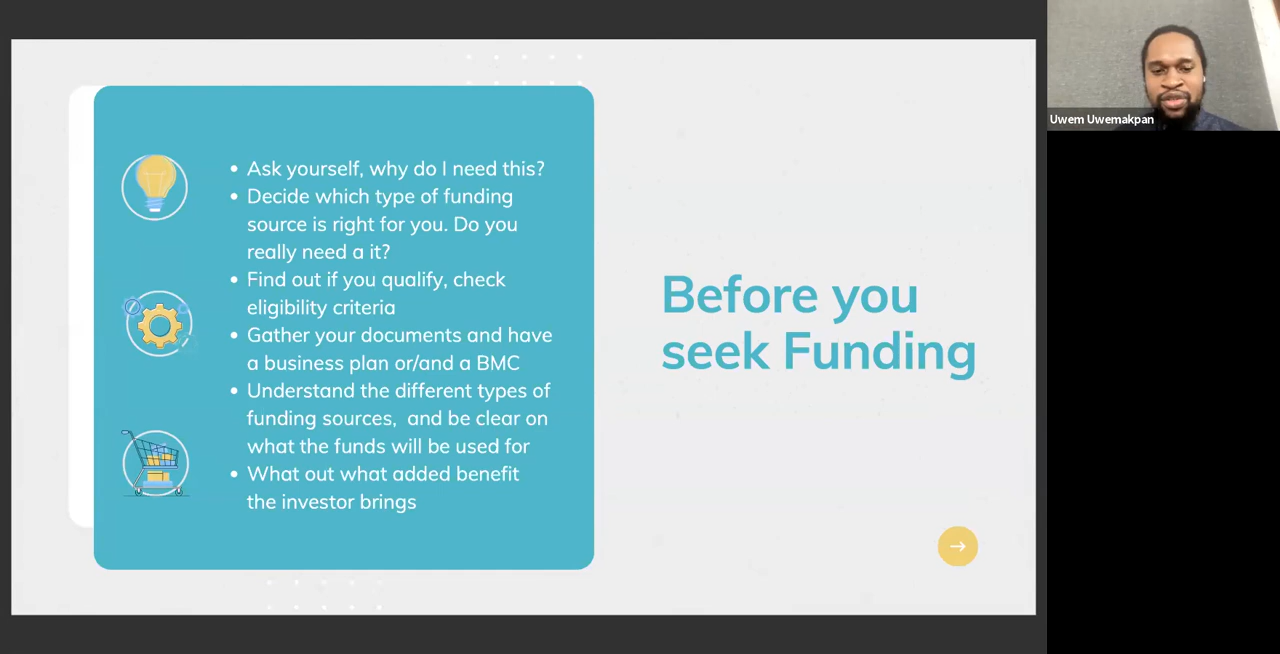 Ask yourself, why do I need this?
Decide which type of funding
source is right for you. Do you
really need a it?
Find out if you qualify, check
eligibility criteria
Gather your documents and have
a business plan or/and a BMC
Understand the different types of
funding sources,  and be clear on
what the funds will be used for
What out what added benefit
the investor brings
Before you
seek Funding
Uwem Uwemakpan